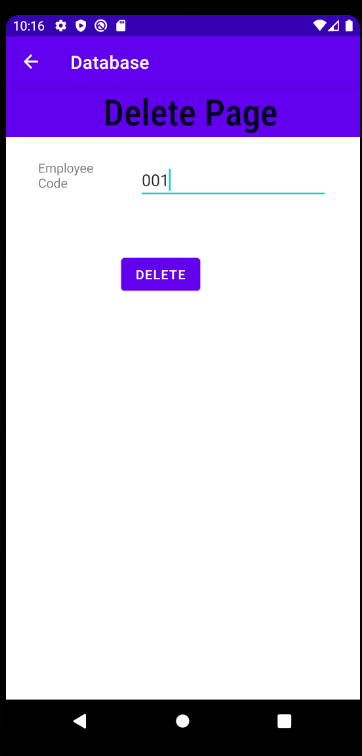 10:16
Database
Delete Page
Employee
Code
001
DELETE